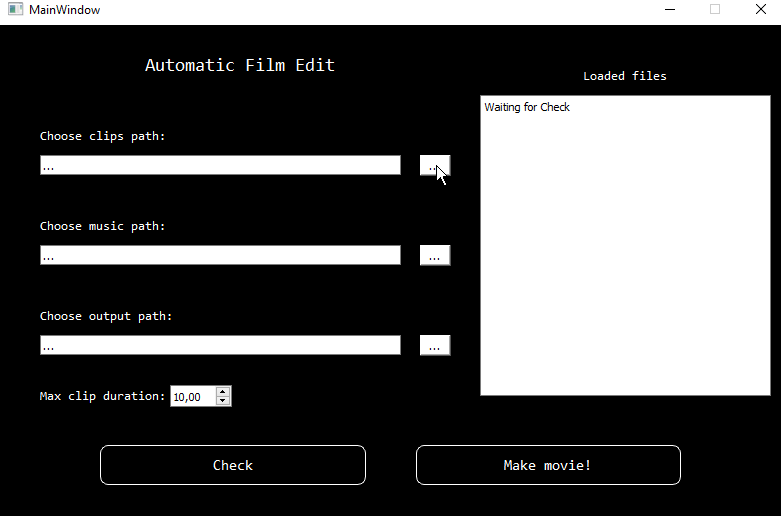 MainWindow
Automatic Film Edit
Choose clips path:
...
...
Choose music path:
...
...
Choose output path:
...
...
Max clip duration: 10,00
Check
Make movie!
Loaded files
Waiting for Check